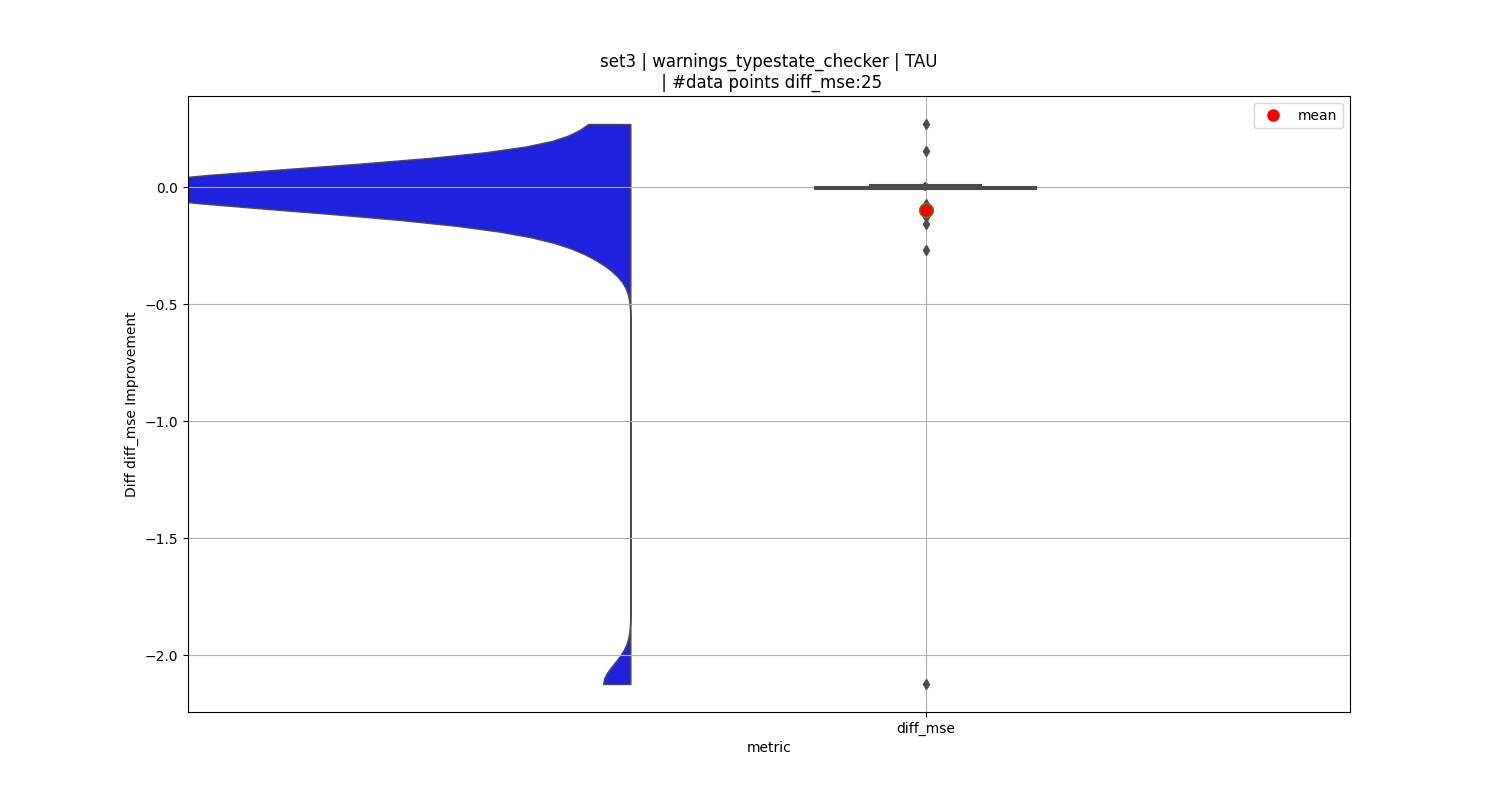 set3 | warnings_typestate_checker | TAU
| #data points diff_mse:25
mean
0.0
−0.5
−1.0
−1.5
−2.0
Diff diff_mse Improvement
diff_mse
metric